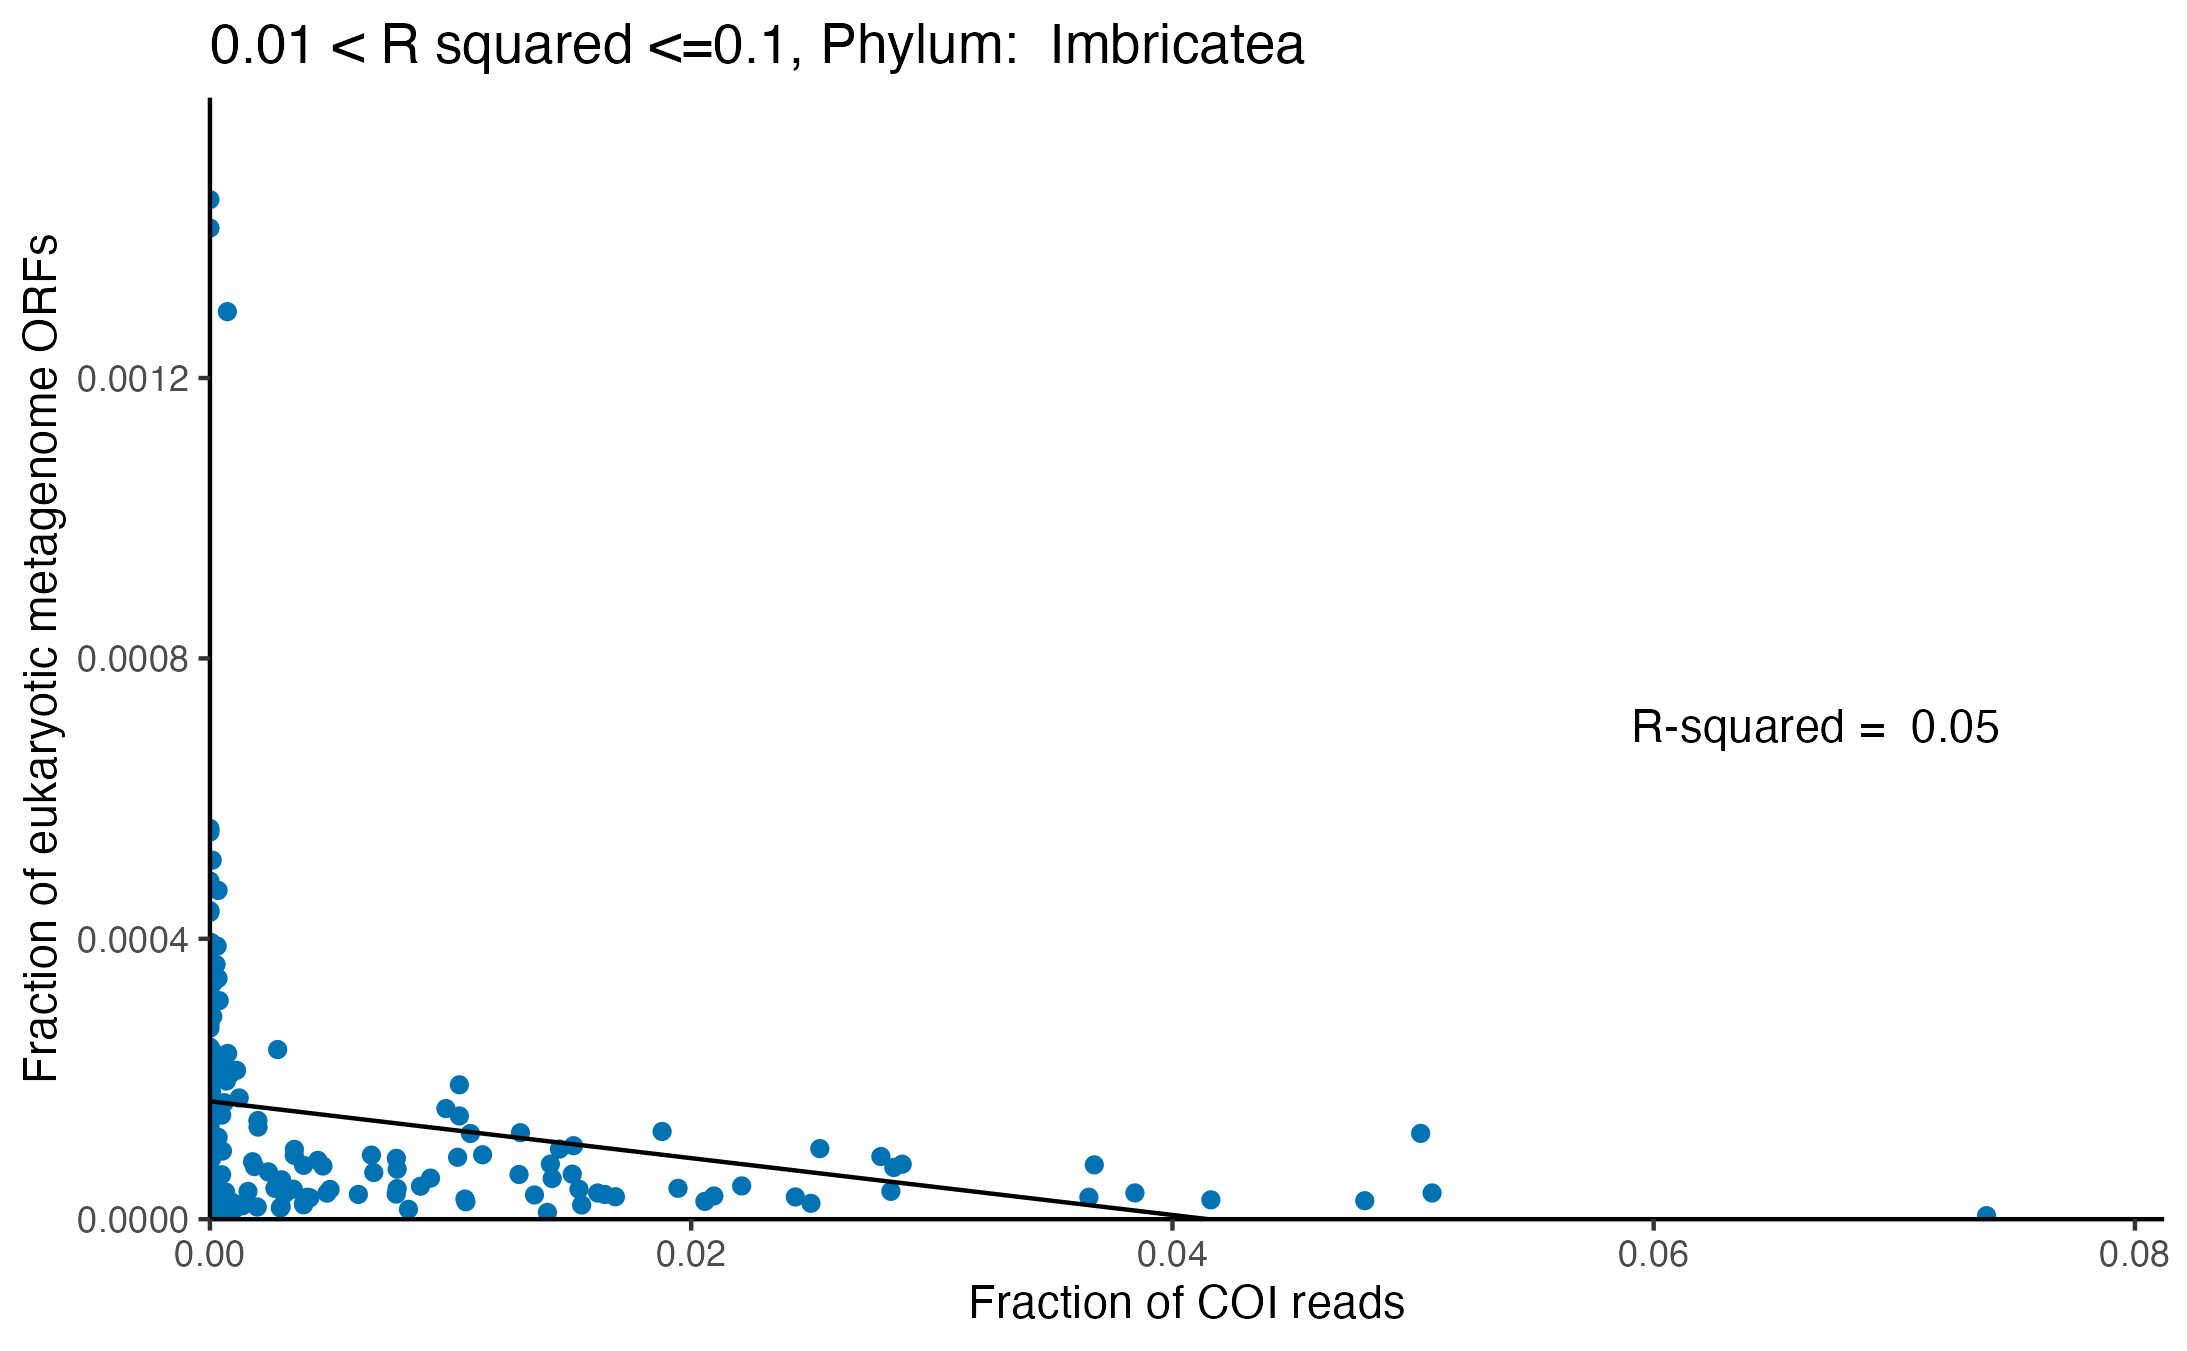 0.01 < R squared <=0.1, Phylum:  Imbricatea
Fraction of eukaryotic metagenome ORFs
0.0012
0.0008
0.0004
0.0000
R-squared =  0.05
0.00 0.02 0.04 0.06 0.08
Fraction of COI reads